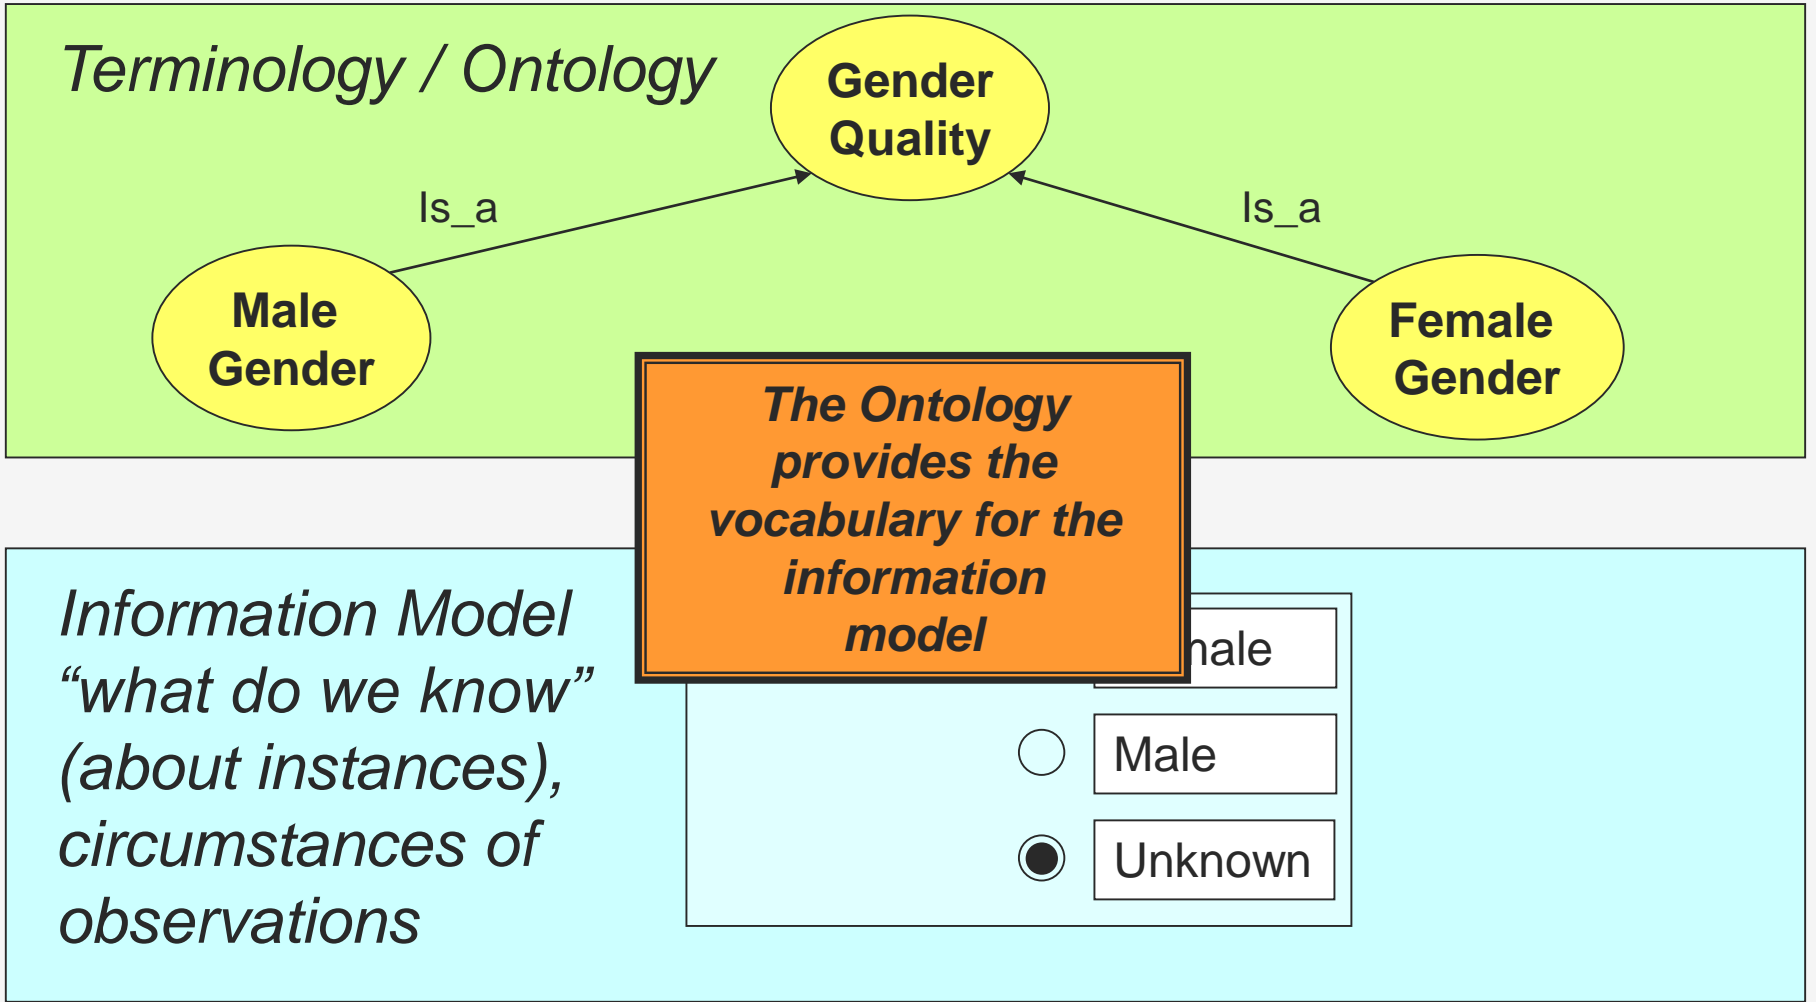 Terminology / Ontology
Gender
Quality
Is_a
Is_a
Male
Gender
Female
Gender
The Ontology
provides the
vocabulary for the
information
model
Information Model
“what do we know”
(about instances),
circumstances of
observations
Male
Unknown